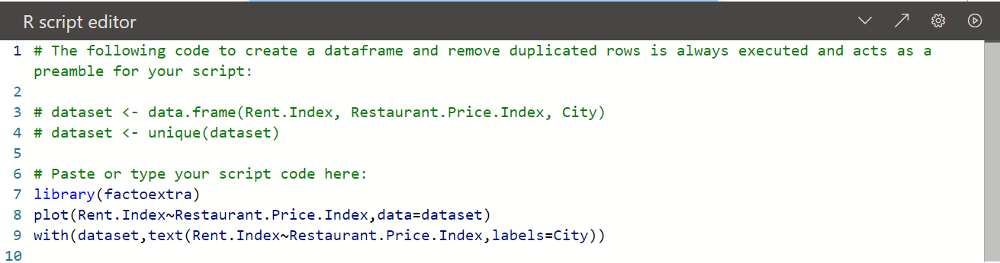 R script editor
1 # The following code to create a dataframe and remove duplicated rows is always executed and acts as a
preamble for your script:
2
3 # dataset <- data.frame(Rent.Index, Restaurant.Price.Index, City)
4 # dataset <- unique(dataset)
5
6 # Paste or type your script code here:
7 library(factoextra)
8 plot(Rent.Index~Restaurant.Price.Index,data=dataset)
9 with(dataset,text(Rent.Index~Restaurant.Price.Index,labels=City))
10